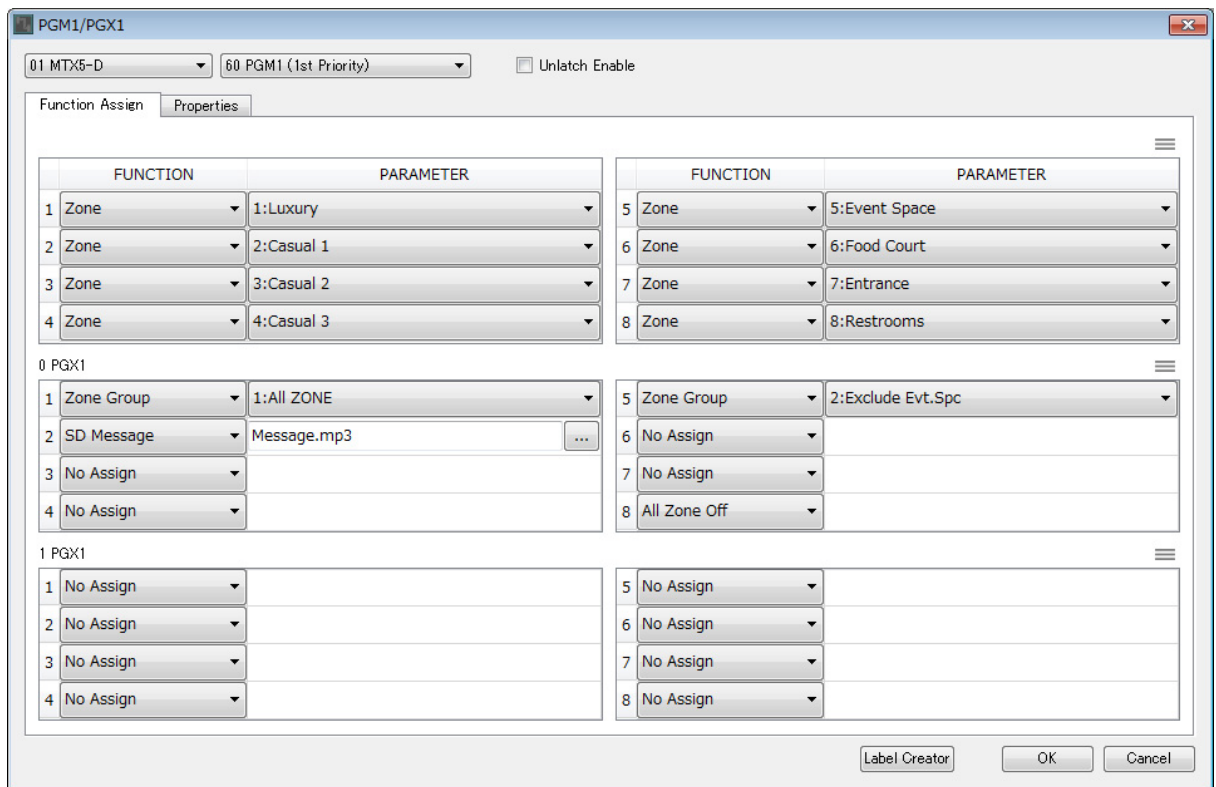 PGM1/PGX1
01 MTX5-D 60 PGM1 (1st Priority) Unlatch Enable
Function Assign Properties
FUNCTION PARAMETER FUNCTION PARAMETER
1 Zone 1:Luxury 5 Zone 5:Event Space
2 Zone 2:Casual 1 6 Zone 6:Food Court
3 Zone 3:Casual 2 7 Zone 7:Entrance
4 Zone 4:Casual 3 8 Zone 8:Restrooms
0 PGX1
1 Zone Group 1:All ZONE 5 Zone Group 2:Exclude Evt.Spc
2 SD Message Message.mp3 ... 6 No Assign
3 No Assign 7 No Assign
4 No Assign 8 All Zone Off
1 PGX1
1 No Assign 5 No Assign
2 No Assign 6 No Assign
3 No Assign 7 No Assign
4 No Assign 8 No Assign
Label Creator OK Cancel